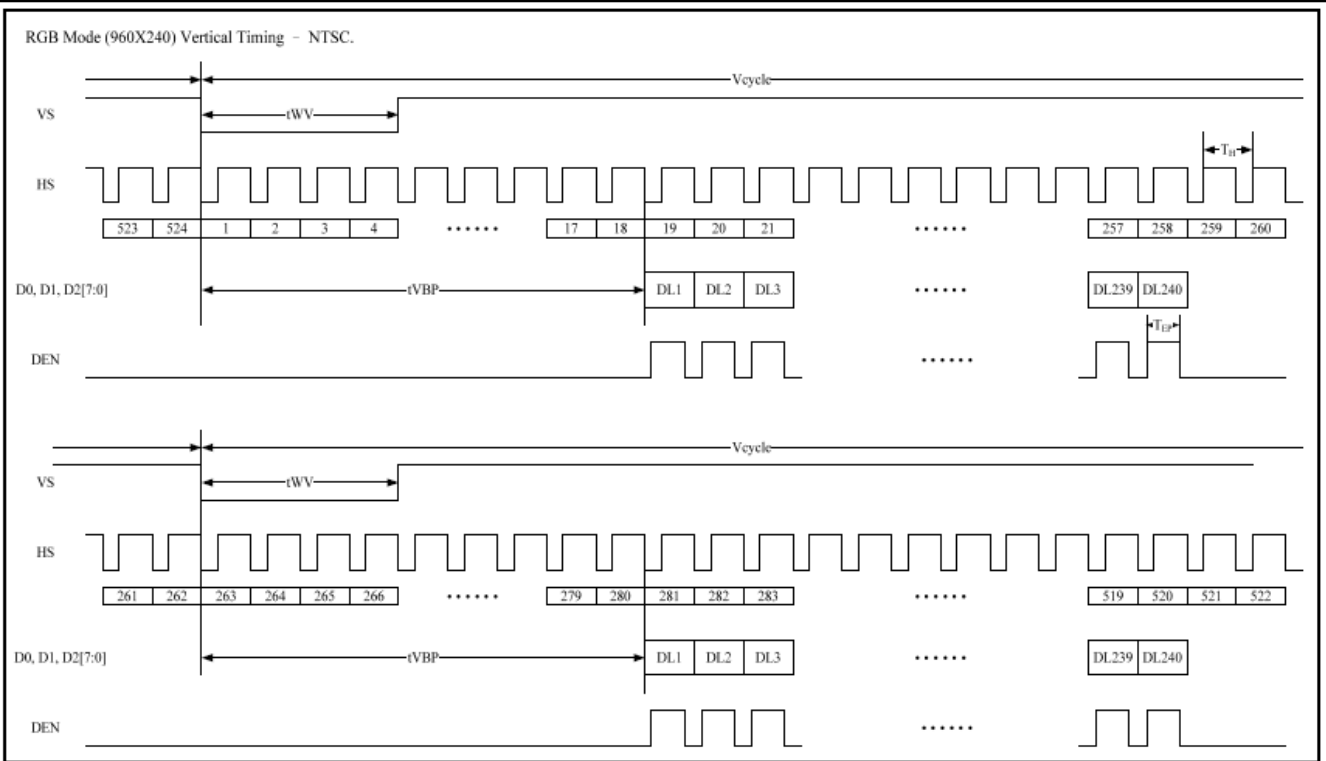 RGB Mode (960X240) Vertical Timing – NTSC.
Vcycle
VS
tWV
TH
HS
523 524 1 2 3 4 ······ 17 18 19 20 21 ······ 257 258 259 260
D0, D1, D2[7:0] tVBP DL1 DL2 DL3 ······ DL239 DL240
TEP
DEN ······
Vcycle
VS
tWV
HS
261 262 263 264 265 266 ······ 279 280 281 282 283 ······ 519 520 521 522
D0, D1, D2[7:0] tVBP DL1 DL2 DL3 ······ DL239 DL240
DEN ······